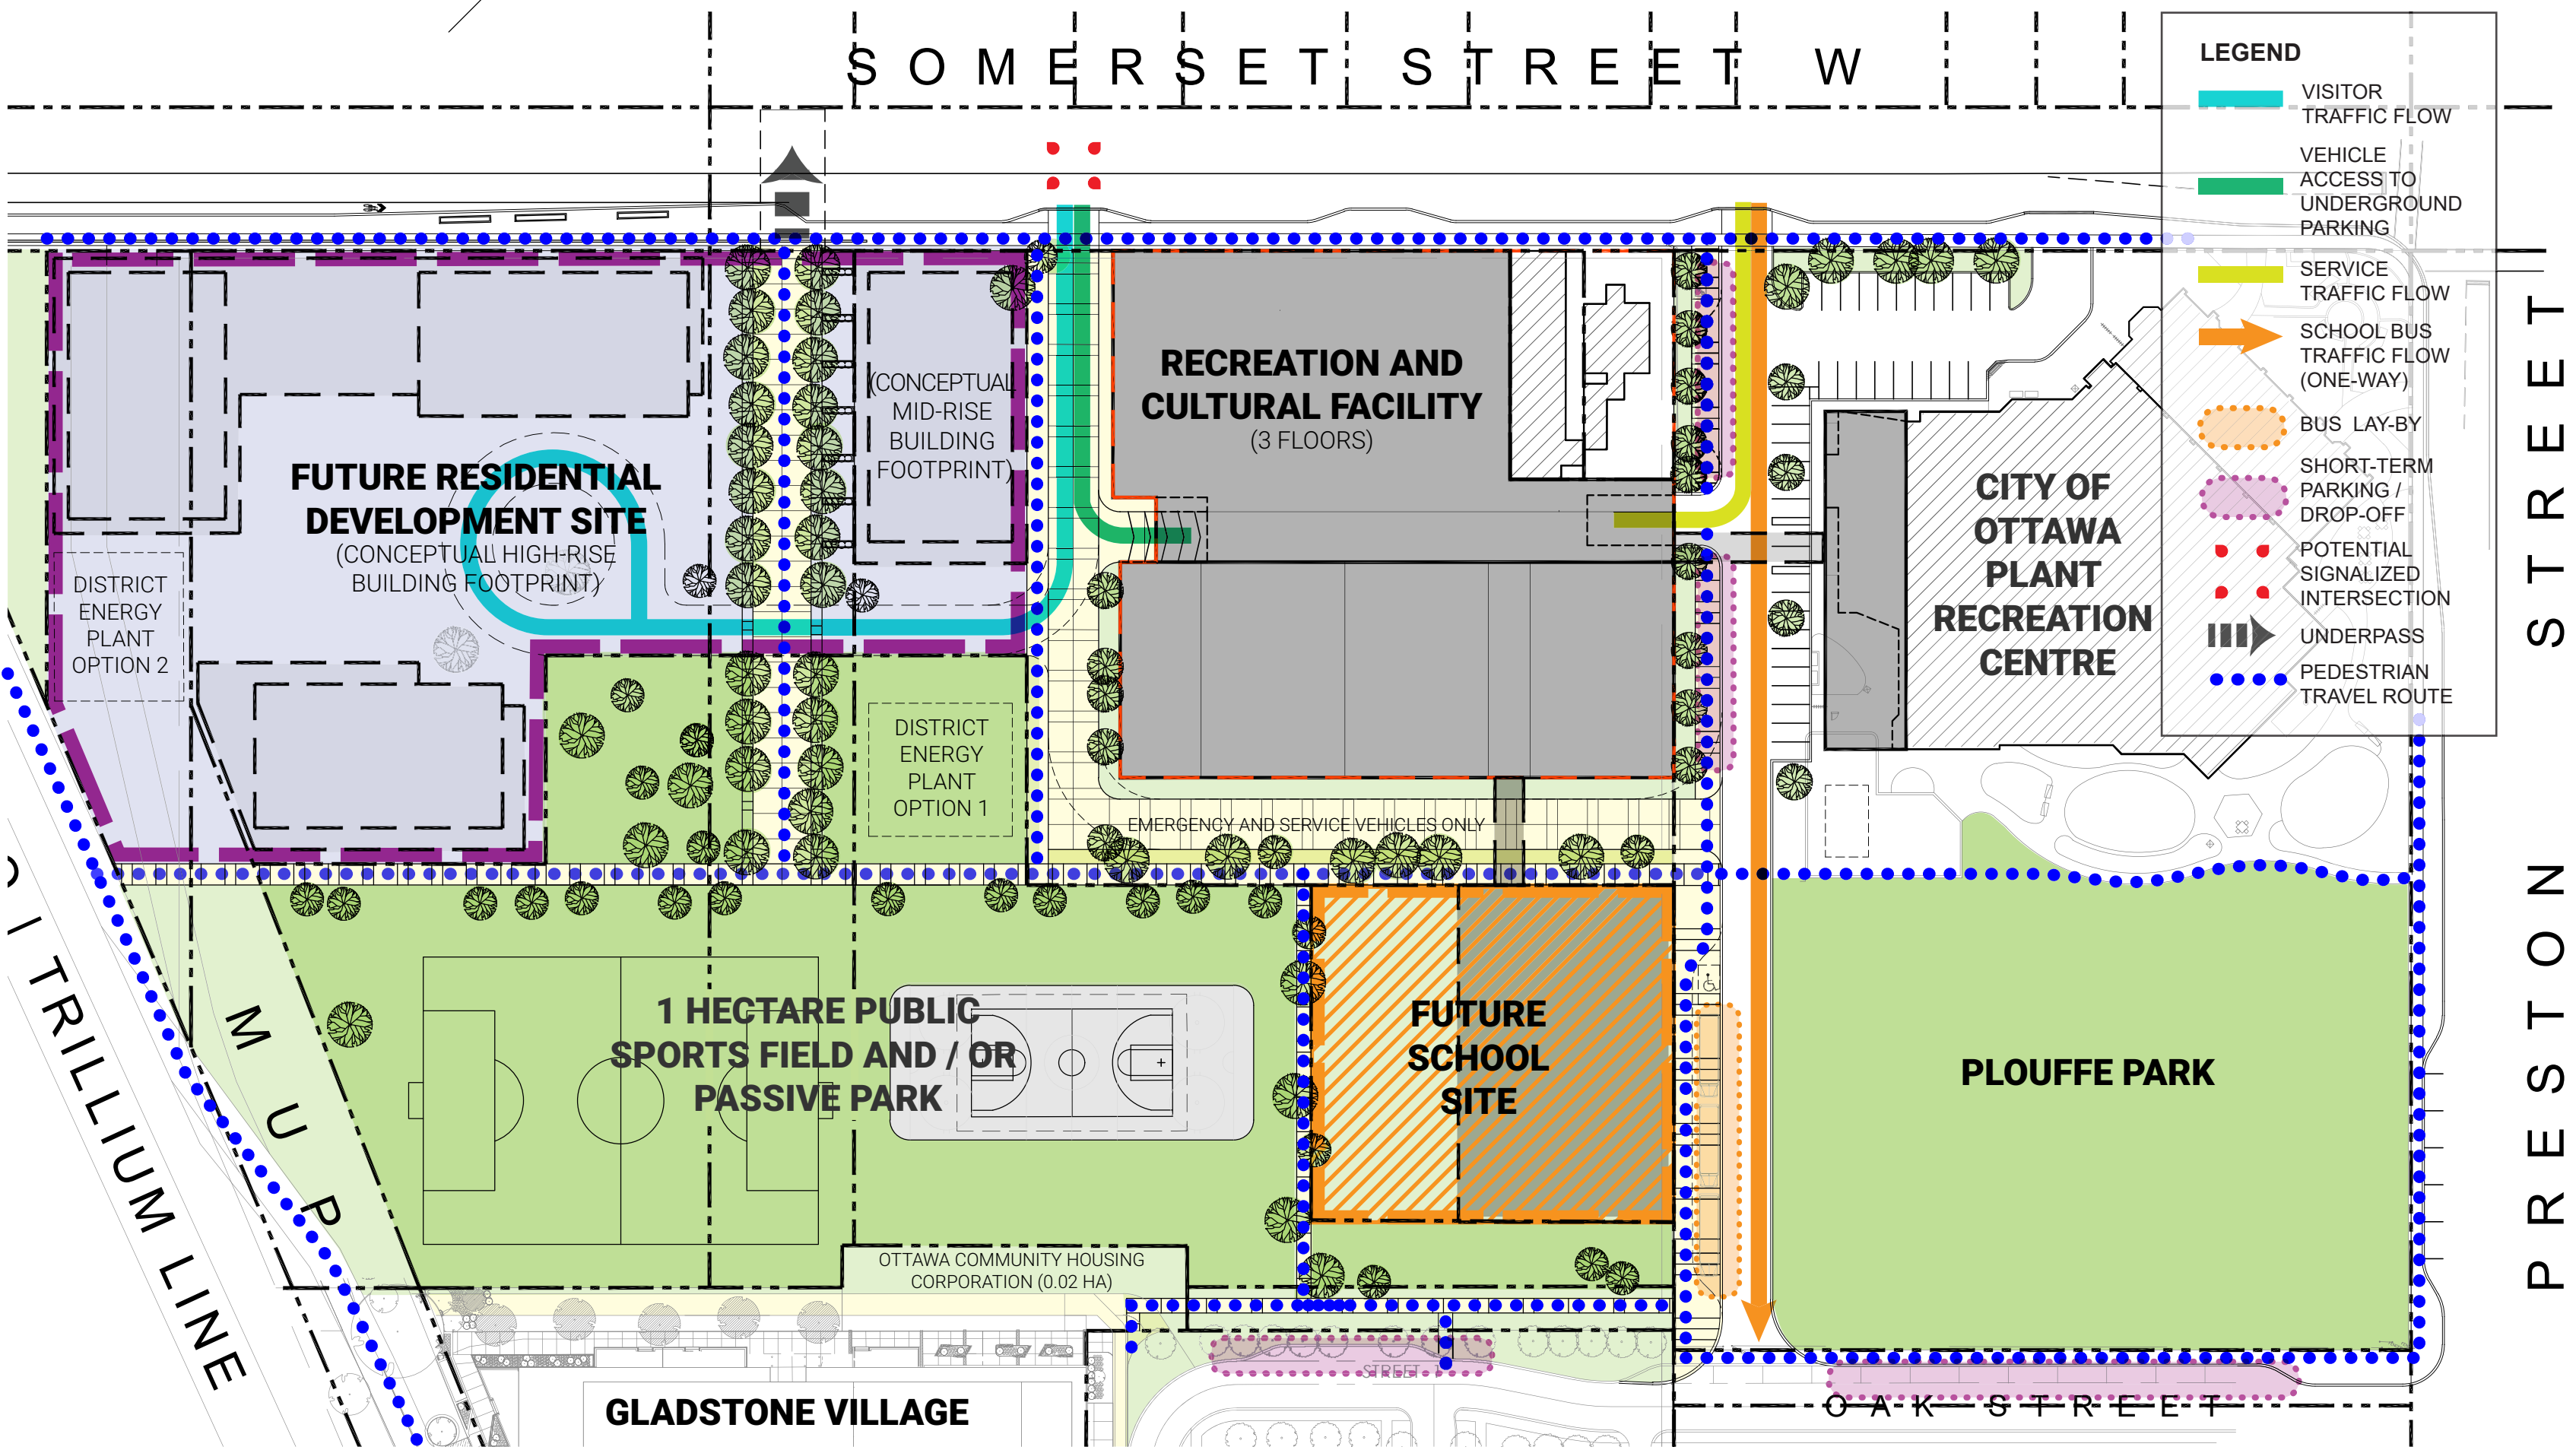 SOMERSET STREET W
LEGEND
VISITOR
TRAFFIC FLOW
VEHICLE
ACCESS TO
UNDERGROUND
PARKING
SERVICE
TRAFFIC FLOW
SCHOOL BUS
TRAFFIC FLOW
(ONE-WAY)
BUS LAY-BY
SHORT-TERM
PARKING /
DROP-OFF
POTENTIAL
SIGNALIZED
INTERSECTION
UNDERPASS
PEDESTRIAN
TRAVEL ROUTE
PRESTON STREET
RECREATION AND
CULTURAL FACILITY
(3 FLOORS)
(CONCEPTUAL
MID-RISE
BUILDING
FOOTPRINT)
FUTURE RESIDENTIAL
DEVELOPMENT SITE
(CONCEPTUAL HIGH-RISE
BUILDING FOOTPRINT)
DISTRICT
ENERGY
PLANT
OPTION 2
CITY OF
OTTAWA
PLANT
RECREATION
CENTRE
DISTRICT
ENERGY
PLANT
OPTION 1
EMERGENCY AND SERVICE VEHICLES ONLY
1 HECTARE PUBLIC
SPORTS FIELD AND / OR
PASSIVE PARK
FUTURE
SCHOOL
SITE
PLOUFFE PARK
MUP
TRILLIUM LINE
OTTAWA COMMUNITY HOUSING
CORPORATION (0.02 HA)
GLADSTONE VILLAGE
OAK STREET